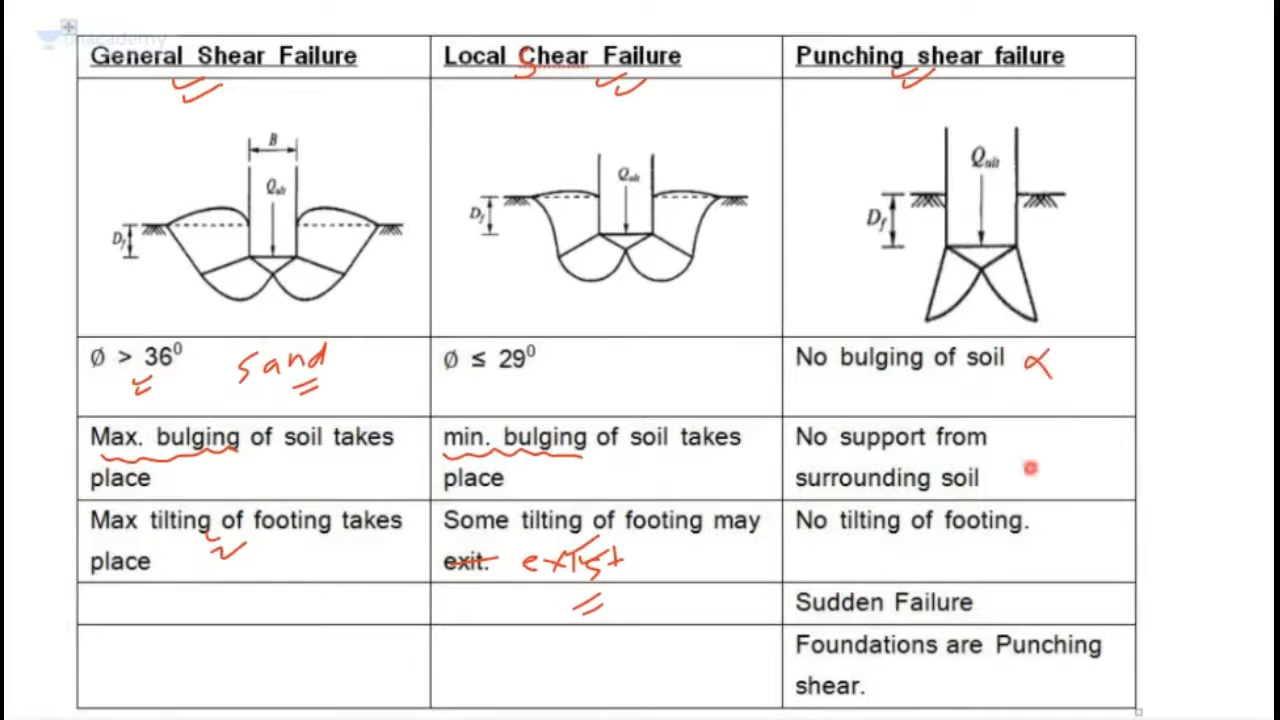 unacademy
General Shear Failure
Local Chear Failure
S
Punching shear failure
B
Qult
Df
Qult
Df
Qult
Df
Ø > 36⁰
sand
Ø ≤ 29⁰
No bulging of soil
Max. bulging of soil takes
place
min. bulging of soil takes
place
No support from
surrounding soil
Max tilting of footing takes
place
Some tilting of footing may
exit. extist
No tilting of footing.
Sudden Failure
Foundations are Punching
shear.